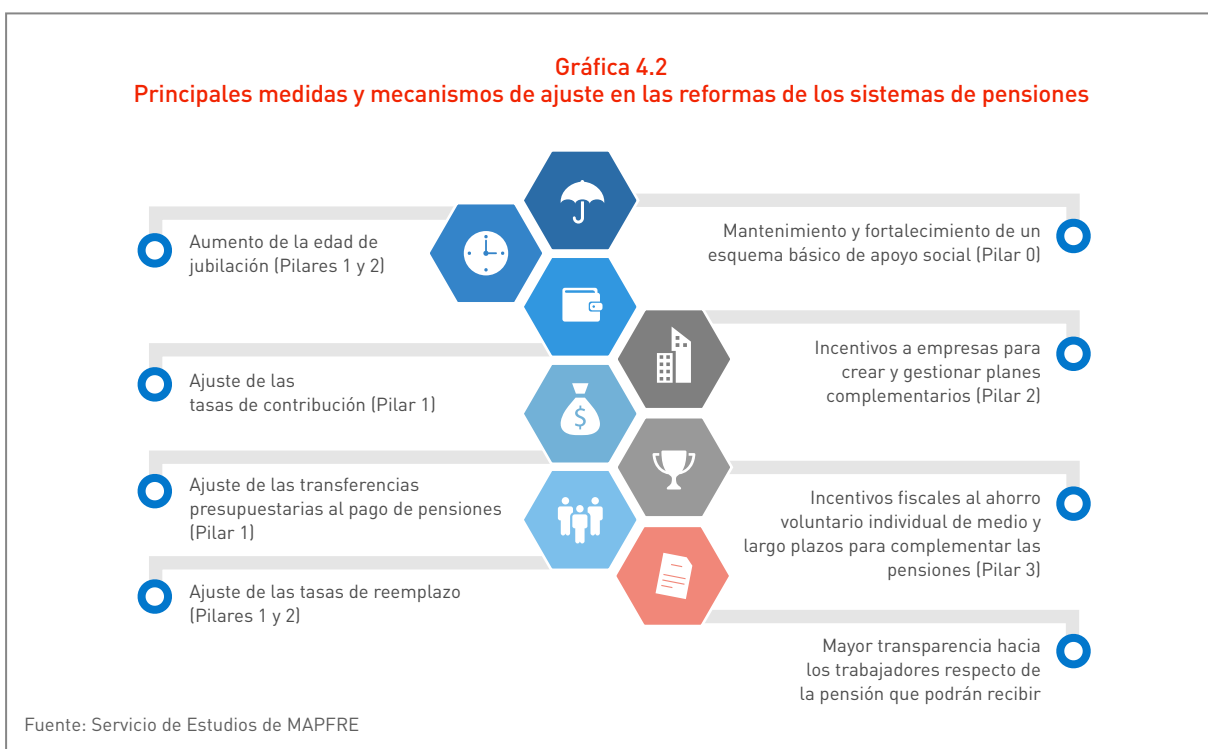 Gráfica 4.2
Principales medidas y mecanismos de ajuste en las reformas de los sistemas de pensiones
Aumento de la edad de
jubilación (Pilares 1 y 2)
Ajuste de las
tasas de contribución (Pilar 1)
Ajuste de las transferencias
presupuestarias al pago de pensiones
(Pilar 1)
Ajuste de las tasas de reemplazo
(Pilares 1 y 2)
$
Mantenimiento y fortalecimiento de un
esquema básico de apoyo social (Pilar 0)
Incentivos a empresas para
crear y gestionar planes
complementarios (Pilar 2)
Incentivos fiscales al ahorro
voluntario individual de medio y
largo plazos para complementar las
pensiones (Pilar 3)
Mayor transparencia hacia
los trabajadores respecto de
la pensión que podrán recibir
Fuente: Servicio de Estudios de MAPFRE